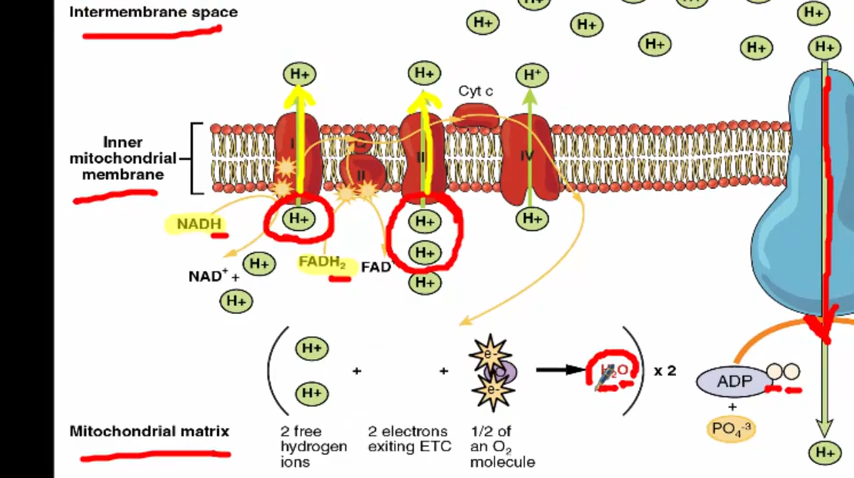 Intermembrane space
H+
H+
H+
H+
H+
H+
H+
H+
H+
Cyt c
I
II
IV
Inner
mitochondrial
membrane
H+
H+
H+
H+
H+
NADH
FADH₂
FAD
NAD⁺ +
H+
H+
H+
H+
+
+
e-
e-
H₂O
x 2
ADP
+
PO₄⁻³
H+
Mitochondrial matrix
2 free
hydrogen
ions
2 electrons
exiting ETC
1/2 of
an O₂
molecule